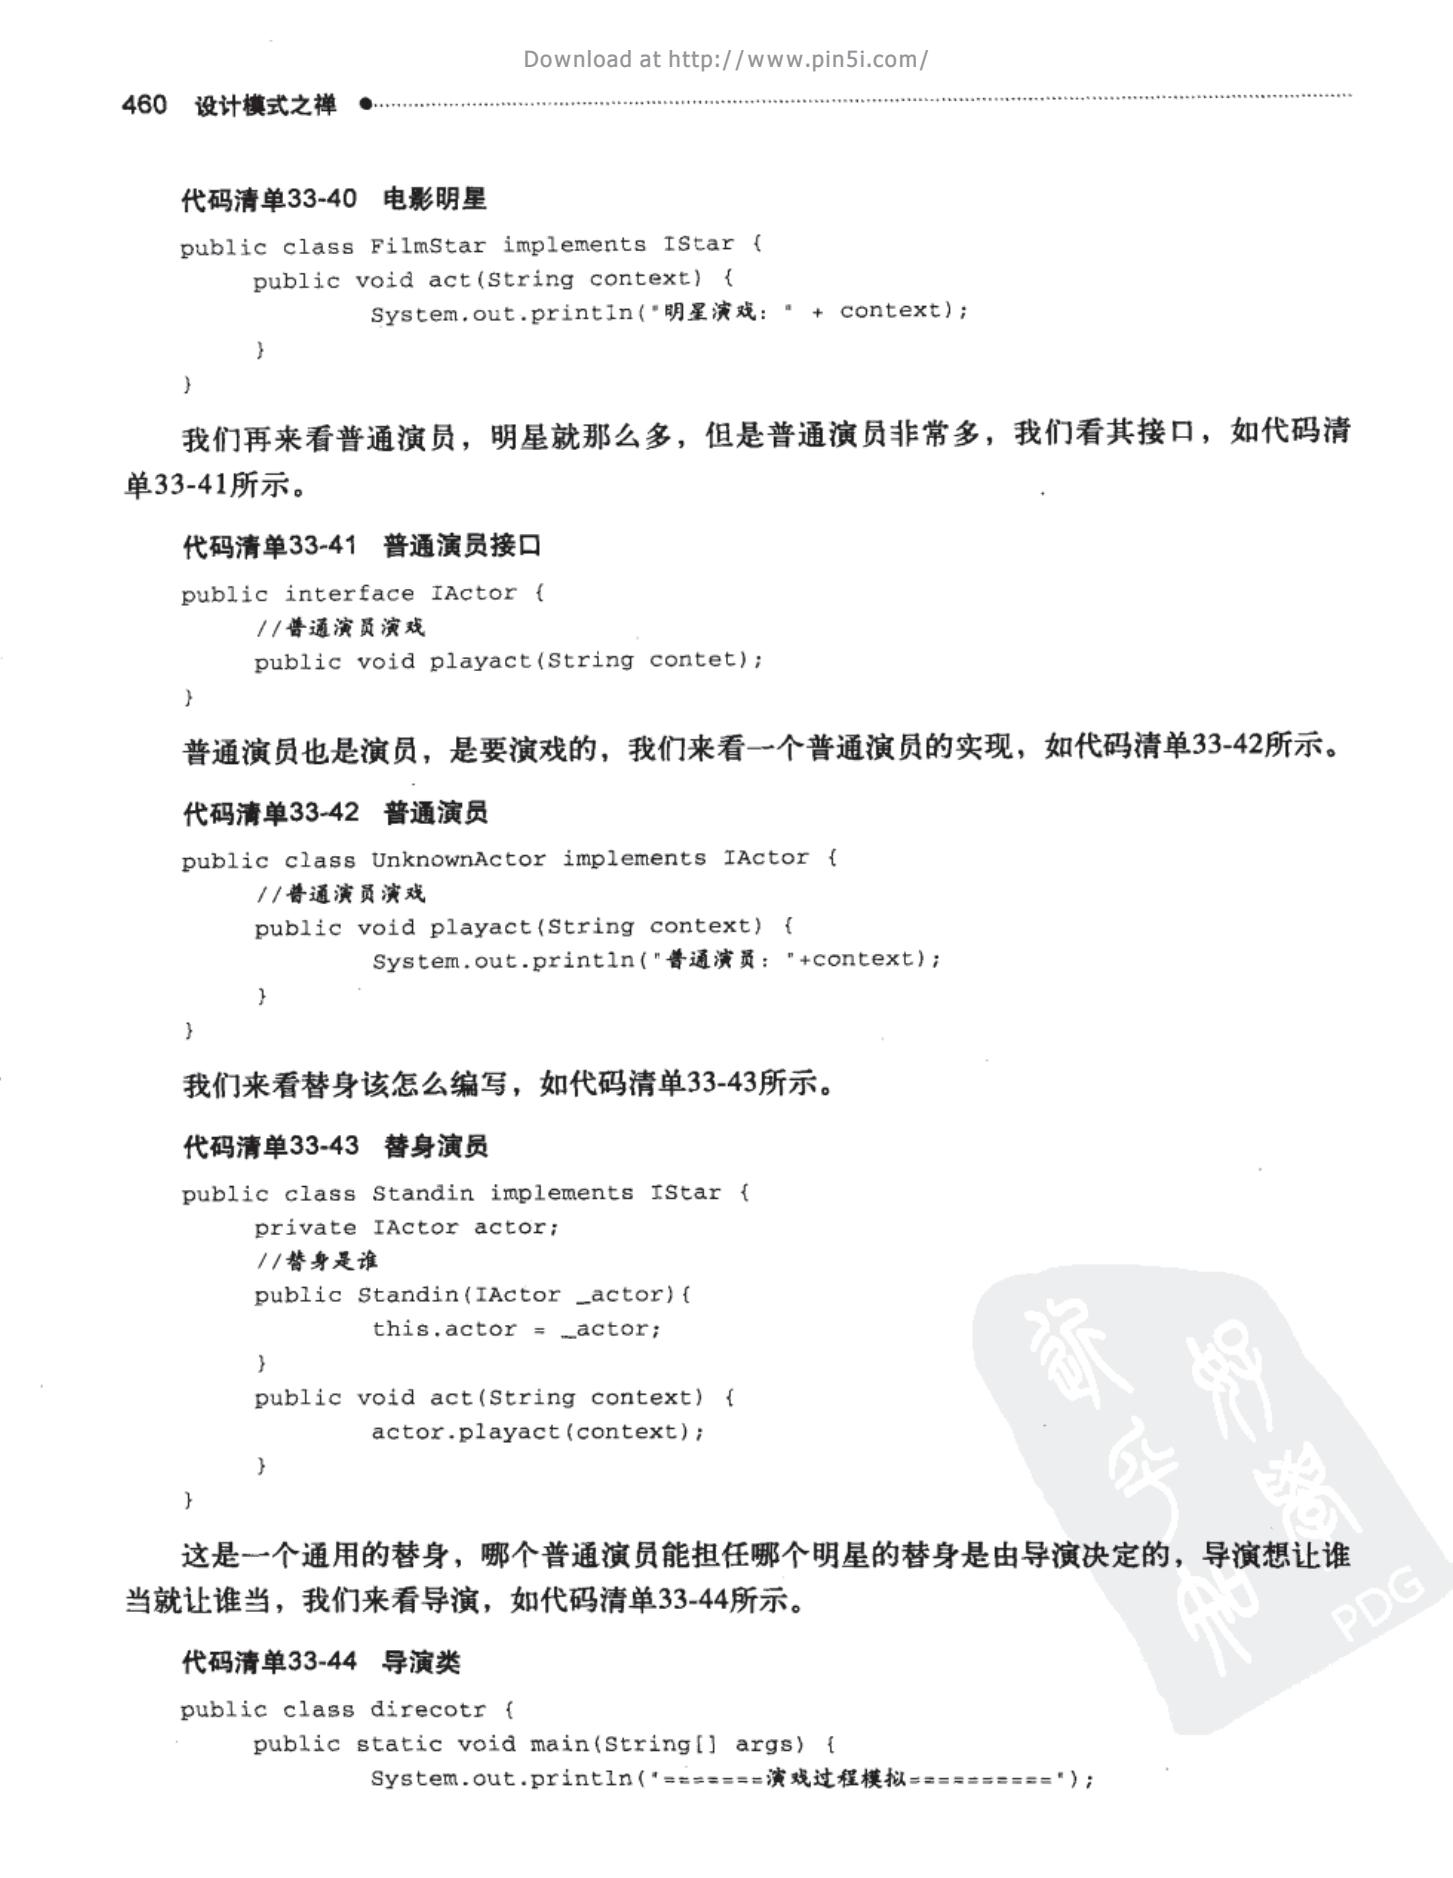 Download at http://www.pin5i.com/
460 设计模式之禅
代码清单33-40 电影明星
public class FilmStar implements IStar {
public void act(String context) {
System.out.println("明星演戏：" + context);
}
}
我们再来看普通演员，明星就那么多，但是普通演员非常多，我们看其接口，如代码清
单33-41所示。
代码清单33-41 普通演员接口
public interface IActor {
//普通演员演戏
public void playact(String contet);
}
普通演员也是演员，是要演戏的，我们来看一个普通演员的实现，如代码清单33-42所示。
代码清单33-42 普通演员
public class UnknownActor implements IActor {
//普通演员演戏
public void playact(String context) {
System.out.println("普通演员："+context);
}
}
我们来看替身该怎么编写，如代码清单33-43所示。
代码清单33-43 替身演员
public class Standin implements IStar {
private IActor actor;
//替身是谁
public Standin(IActor _actor){
this.actor = _actor;
}
public void act(String context) {
actor.playact(context);
}
}
这是一个通用的替身，哪个普通演员能担任哪个明星的替身是由导演决定的，导演想让谁
当就让谁当，我们来看导演，如代码清单33-44所示。
代码清单33-44 导演类
public class direcotr {
public static void main(String[] args) {
System.out.println("=======演戏过程模拟==========");
PDG